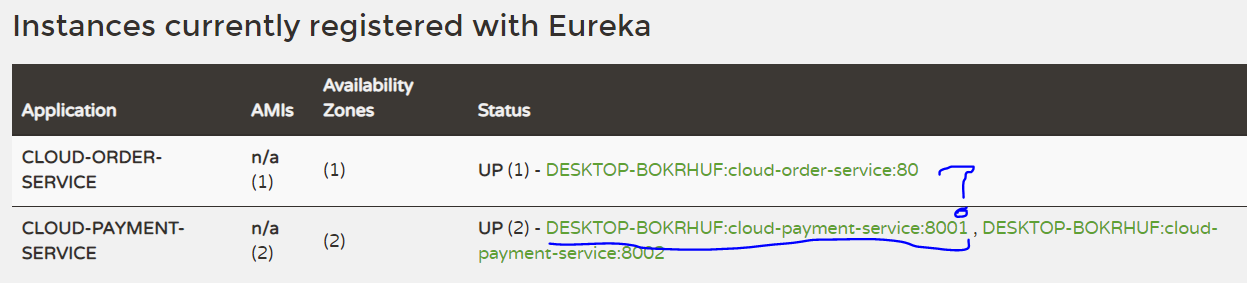 Instances currently registered with Eureka
Application AMIs Availability Zones Status
CLOUD-ORDER-SERVICE n/a (1) (1) UP (1) - DESKTOP-BOKRHUF:cloud-order-service:80
CLOUD-PAYMENT-SERVICE n/a (2) (2) UP (2) - DESKTOP-BOKRHUF:cloud-payment-service:8001 , DESKTOP-BOKRHUF:cloud-payment-service:8002